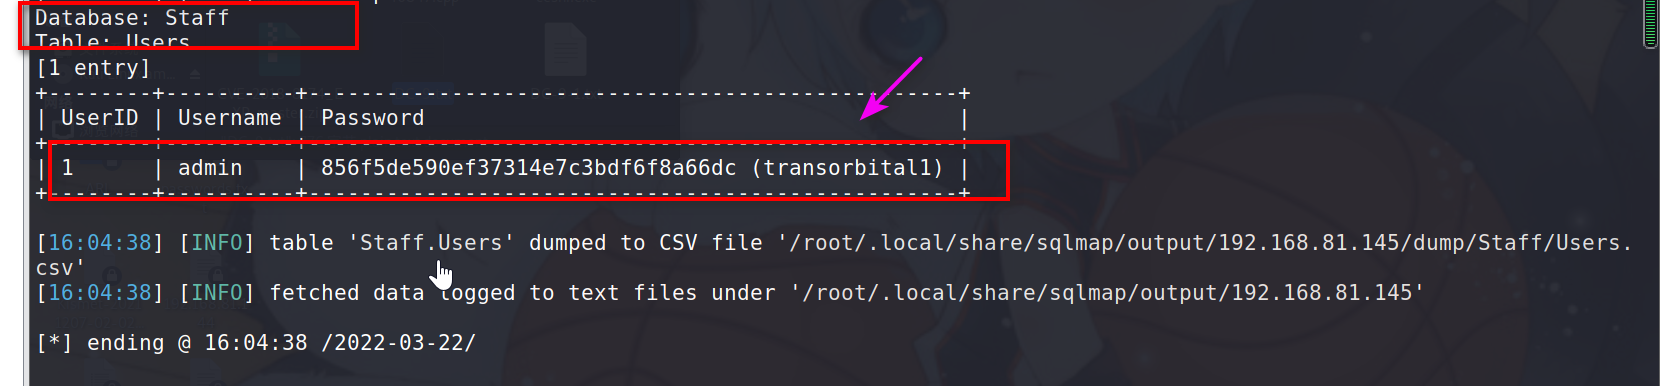 Database: Staff
Table: Users
[1 entry]
+--------+----------+--------------------------------------------------+
| UserID | Username | Password                                         |
+--------+----------+--------------------------------------------------+
| 1      | admin    | 856f5de590ef37314e7c3bdf6f8a66dc (transorbital1) |
+--------+----------+--------------------------------------------------+
[16:04:38] [INFO] table 'Staff.Users' dumped to CSV file '/root/.local/share/sqlmap/output/192.168.81.145/dump/Staff/Users.
csv'
[16:04:38] [INFO] fetched data logged to text files under '/root/.local/share/sqlmap/output/192.168.81.145'
[*] ending @ 16:04:38 /2022-03-22/